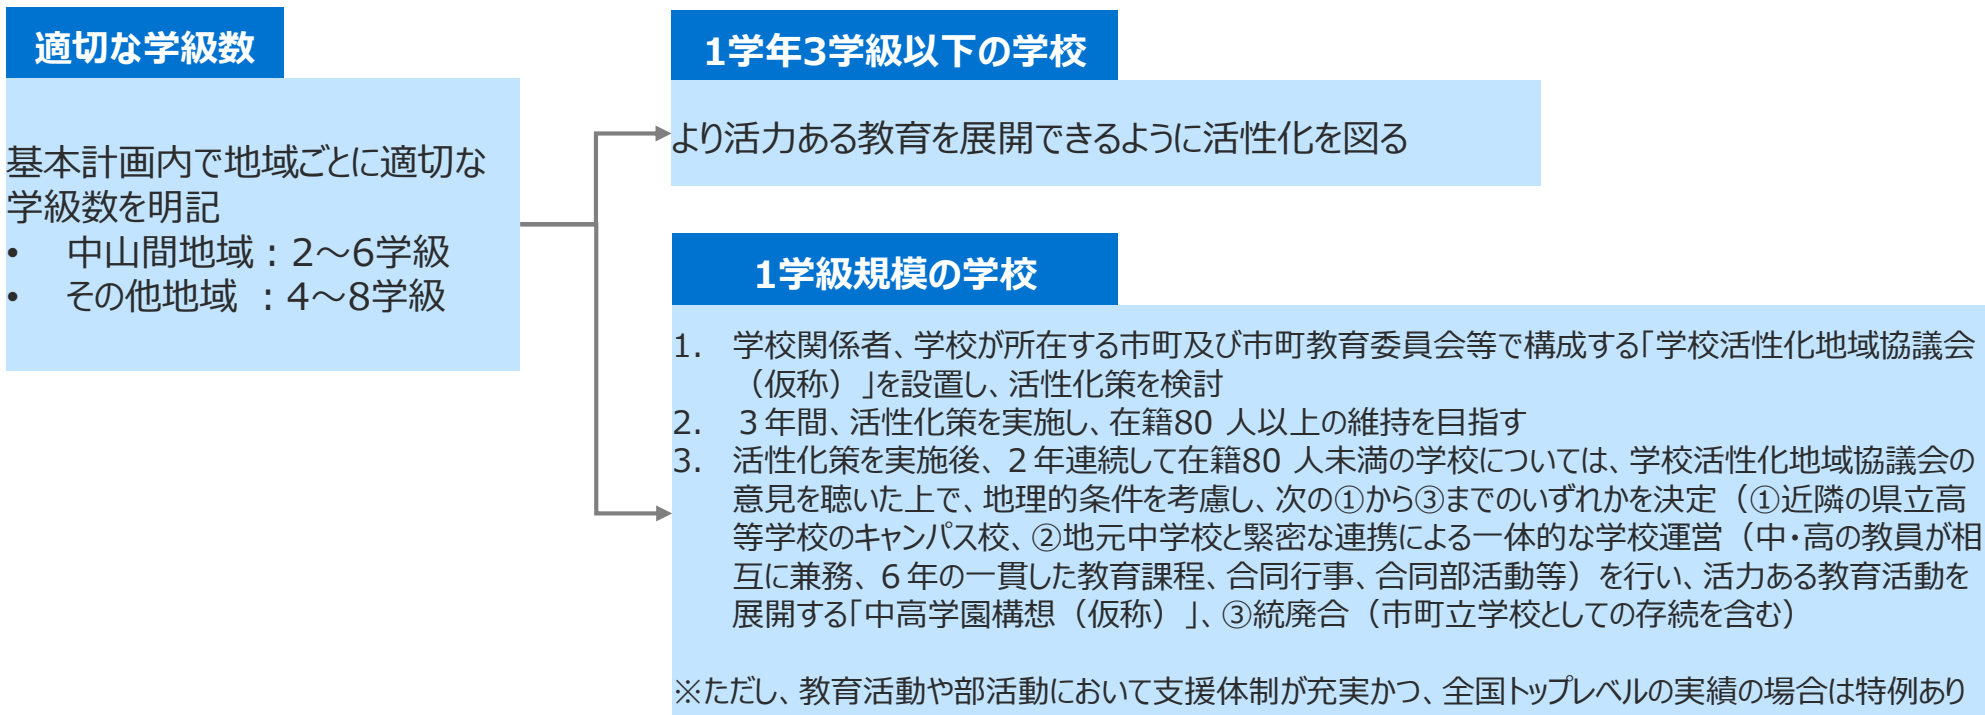 適切な学級数
基本計画内で地域ごとに適切な
学級数を明記
• 中山間地域：2～6学級
• その他地域 ：4～8学級
1学年3学級以下の学校
より活力ある教育を展開できるように活性化を図る
1学級規模の学校
1. 学校関係者、学校が所在する市町及び市町教育委員会等で構成する「学校活性化地域協議会
（仮称）」を設置し、活性化策を検討
2. ３年間、活性化策を実施し、在籍80 人以上の維持を目指す
3. 活性化策を実施後、２年連続して在籍80 人未満の学校については、学校活性化地域協議会の
意見を聴いた上で、地理的条件を考慮し、次の①から③までのいずれかを決定（①近隣の県立高
等学校のキャンパス校、②地元中学校と緊密な連携による一体的な学校運営（中・高の教員が相
互に兼務、６年の一貫した教育課程、合同行事、合同部活動等）を行い、活力ある教育活動を
展開する「中高学園構想（仮称）」、③統廃合（市町立学校としての存続を含む）
※ただし、教育活動や部活動において支援体制が充実かつ、全国トップレベルの実績の場合は特例あり